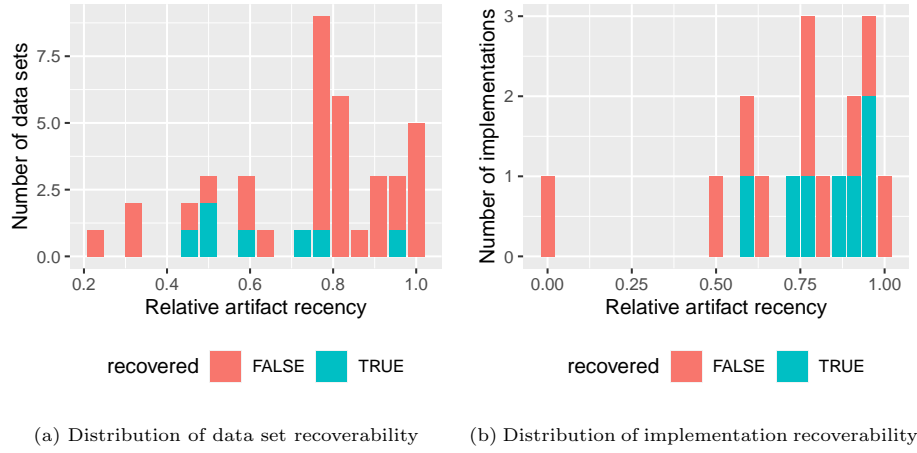 Number of data sets
7.5
5.0
2.5
0.0
0.2 0.4 0.6 0.8 1.0
Relative artifact recency
recovered FALSE TRUE
(a) Distribution of data set recoverability
Number of implementations
3
2
1
0
0.00 0.25 0.50 0.75 1.00
Relative artifact recency
recovered FALSE TRUE
(b) Distribution of implementation recoverability